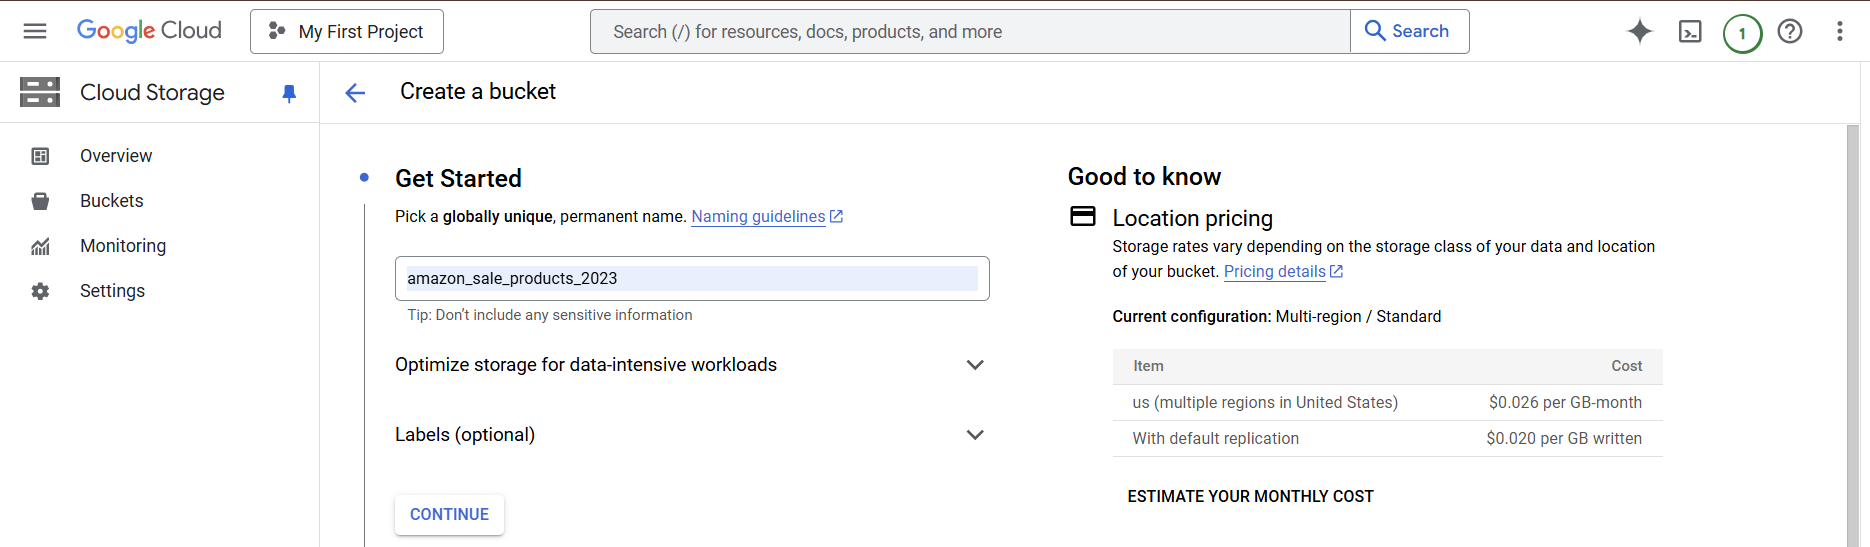 Google Cloud
My First Project
Search (/) for resources, docs, products, and more
Search
1
Cloud Storage
Create a bucket
Overview
Buckets
Monitoring
Settings
Get Started
Pick a globally unique, permanent name. Naming guidelines
amazon_sale_products_2023
Tip: Don’t include any sensitive information
Optimize storage for data-intensive workloads
Labels (optional)
CONTINUE
Good to know
Location pricing
Storage rates vary depending on the storage class of your data and location
of your bucket. Pricing details
Current configuration: Multi-region / Standard
Item Cost
us (multiple regions in United States) $0.026 per GB-month
With default replication $0.020 per GB written
ESTIMATE YOUR MONTHLY COST